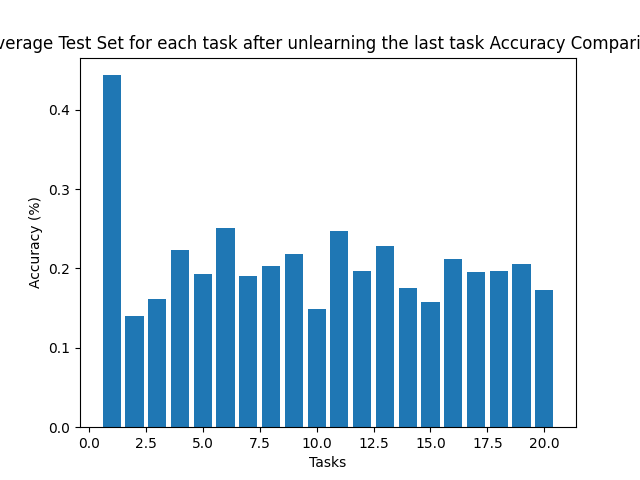 verage Test Set for each task after unlearning the last task Accuracy Compari
Accuracy (%)
0.4
0.3
0.2
0.1
0.0
0.0 2.5 5.0 7.5 10.0 12.5 15.0 17.5 20.0
Tasks